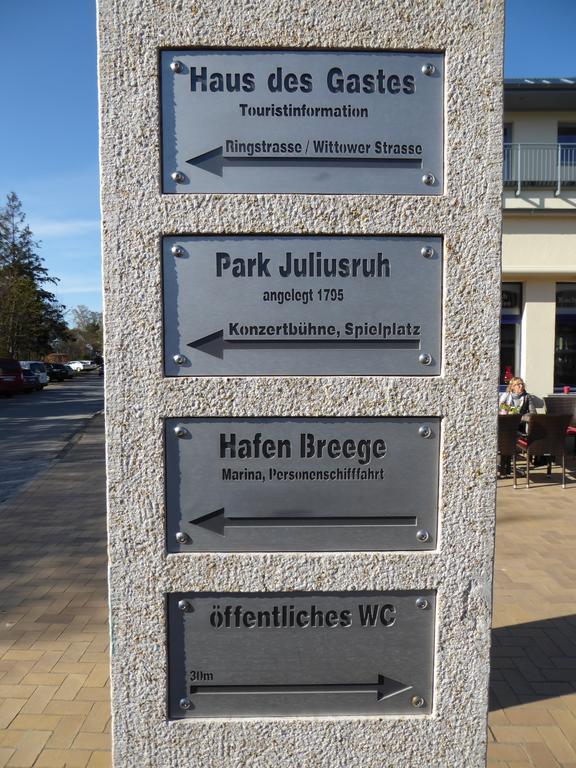 Haus des Gastes
Touristinformation
Ringstrasse / Wittower Strasse
Park Juliusruh
angelegt 1795
Konzertbühne, Spielplatz
Hafen Breege
Marina, Personenschifffahrt
öffentliches WC
30m